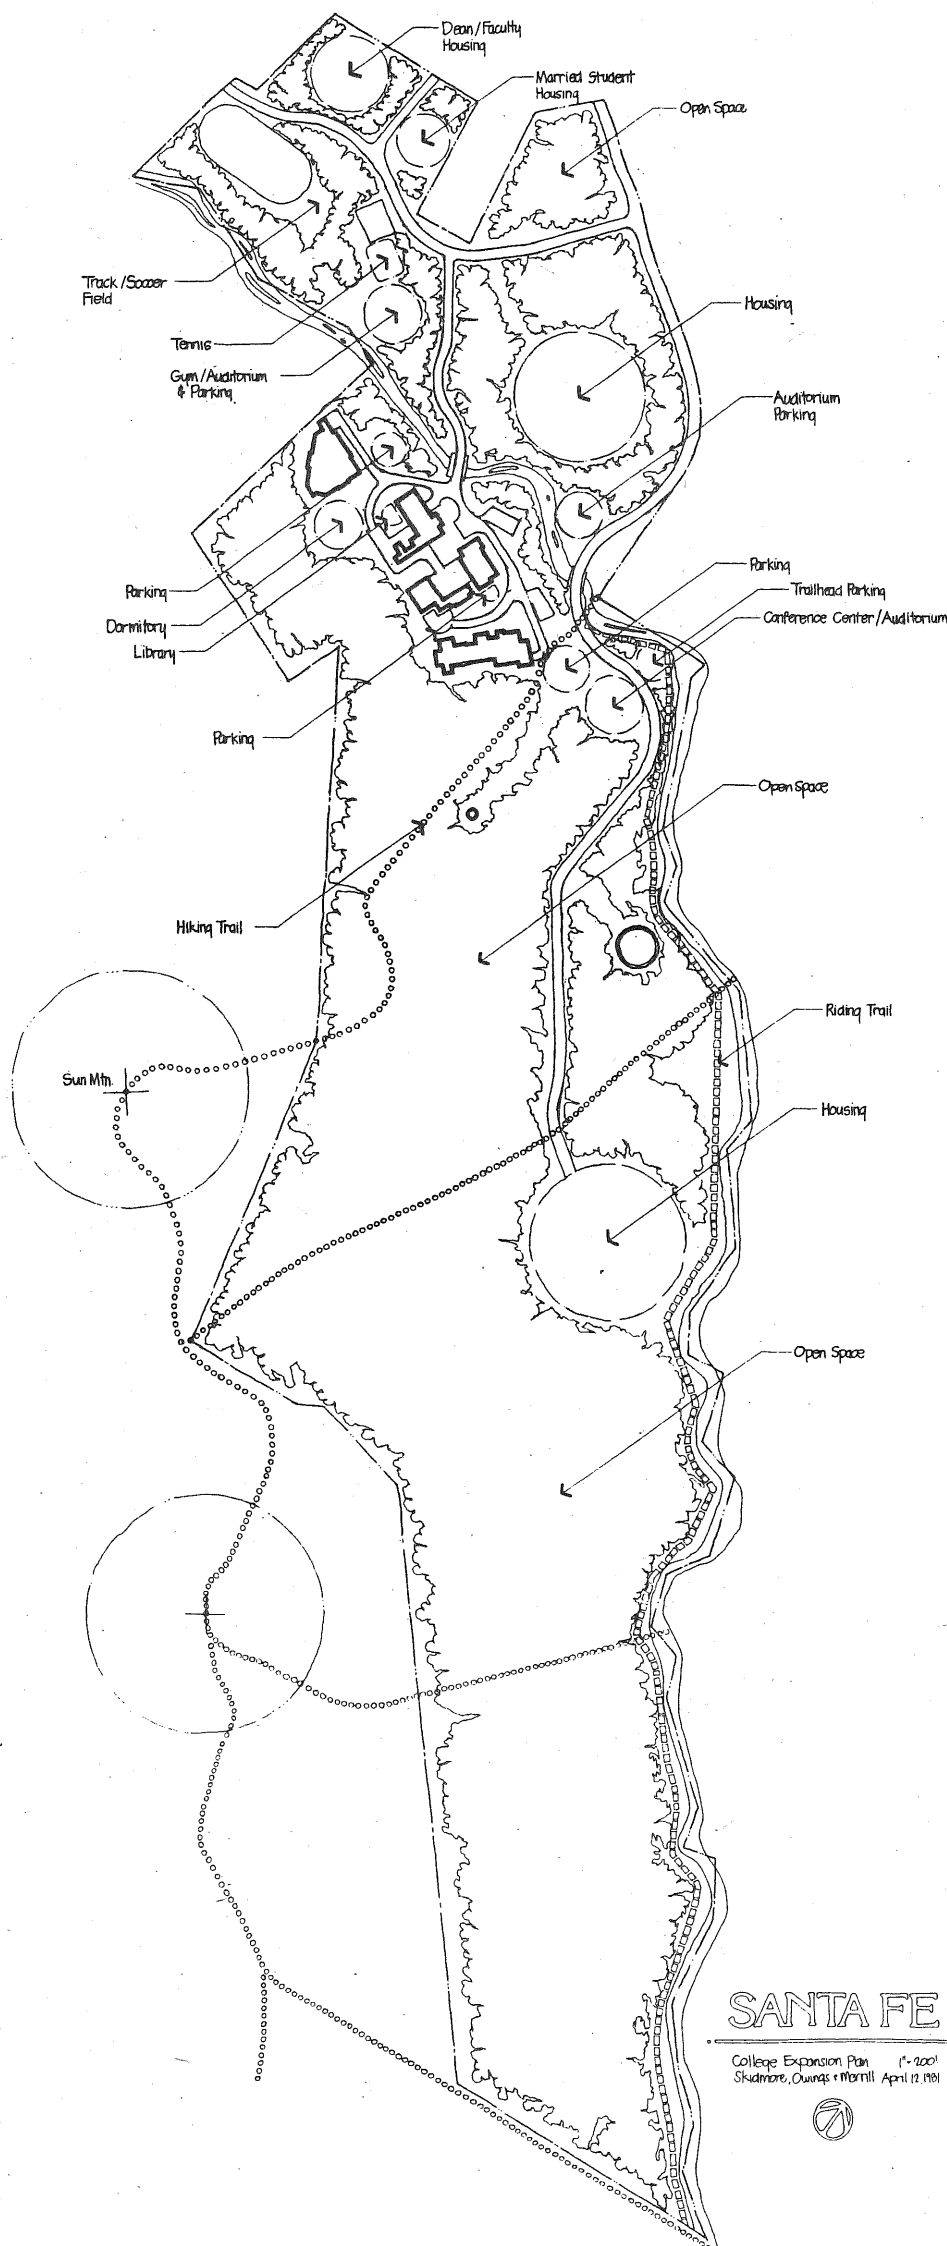 Dean/Faculty
Housing
Married Student
Housing
Open Space
Track/Soccer
Field
Housing
Tennis
Gym/Auditorium
& Parking
Auditorium
Parking
Parking
Trailhead Parking
Conference Center/Auditorium
Parking
Dormitory
Library
Parking
Open Space
Hiking Trail
Riding Trail
Sun Mtn.
Housing
Open Space
SANTA FE
College Expansion Plan 1"=200'
Skidmore, Owings & Merrill April 12, 1981